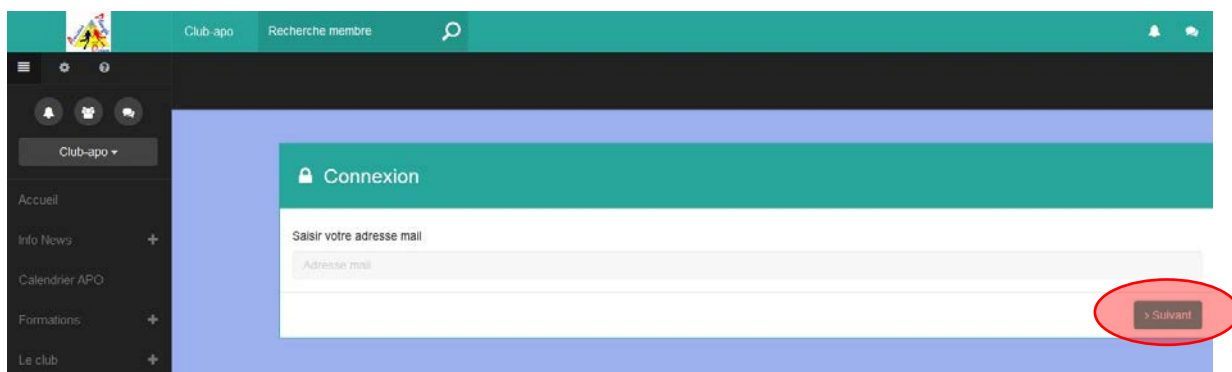 Club-apo
Recherche membre
Club-apo
Accueil
Info News
Calendrier APO
Formations
Le club
Connexion
Saisir votre adresse mail
Adresse mail
› Suivant